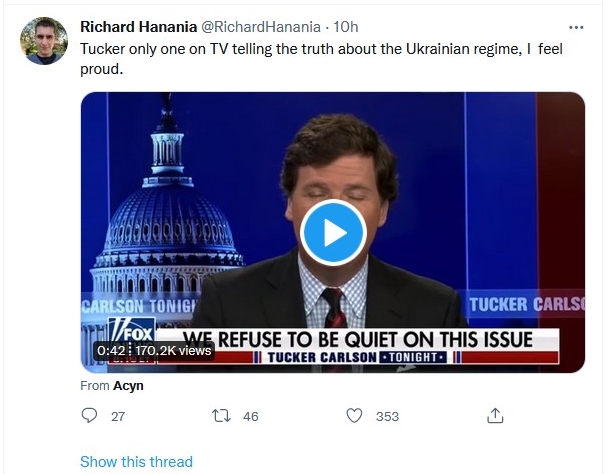 Richard Hanania @RichardHanania · 10h
Tucker only one on TV telling the truth about the Ukrainian regime, I feel
proud.
CARLSON TONIGH
TUCKER CARLSO
FOX
WE REFUSE TO BE QUIET ON THIS ISSUE
0:42 170.2K views
TUCKER CARLSON TONIGHT
From Acyn
27 46 353
Show this thread